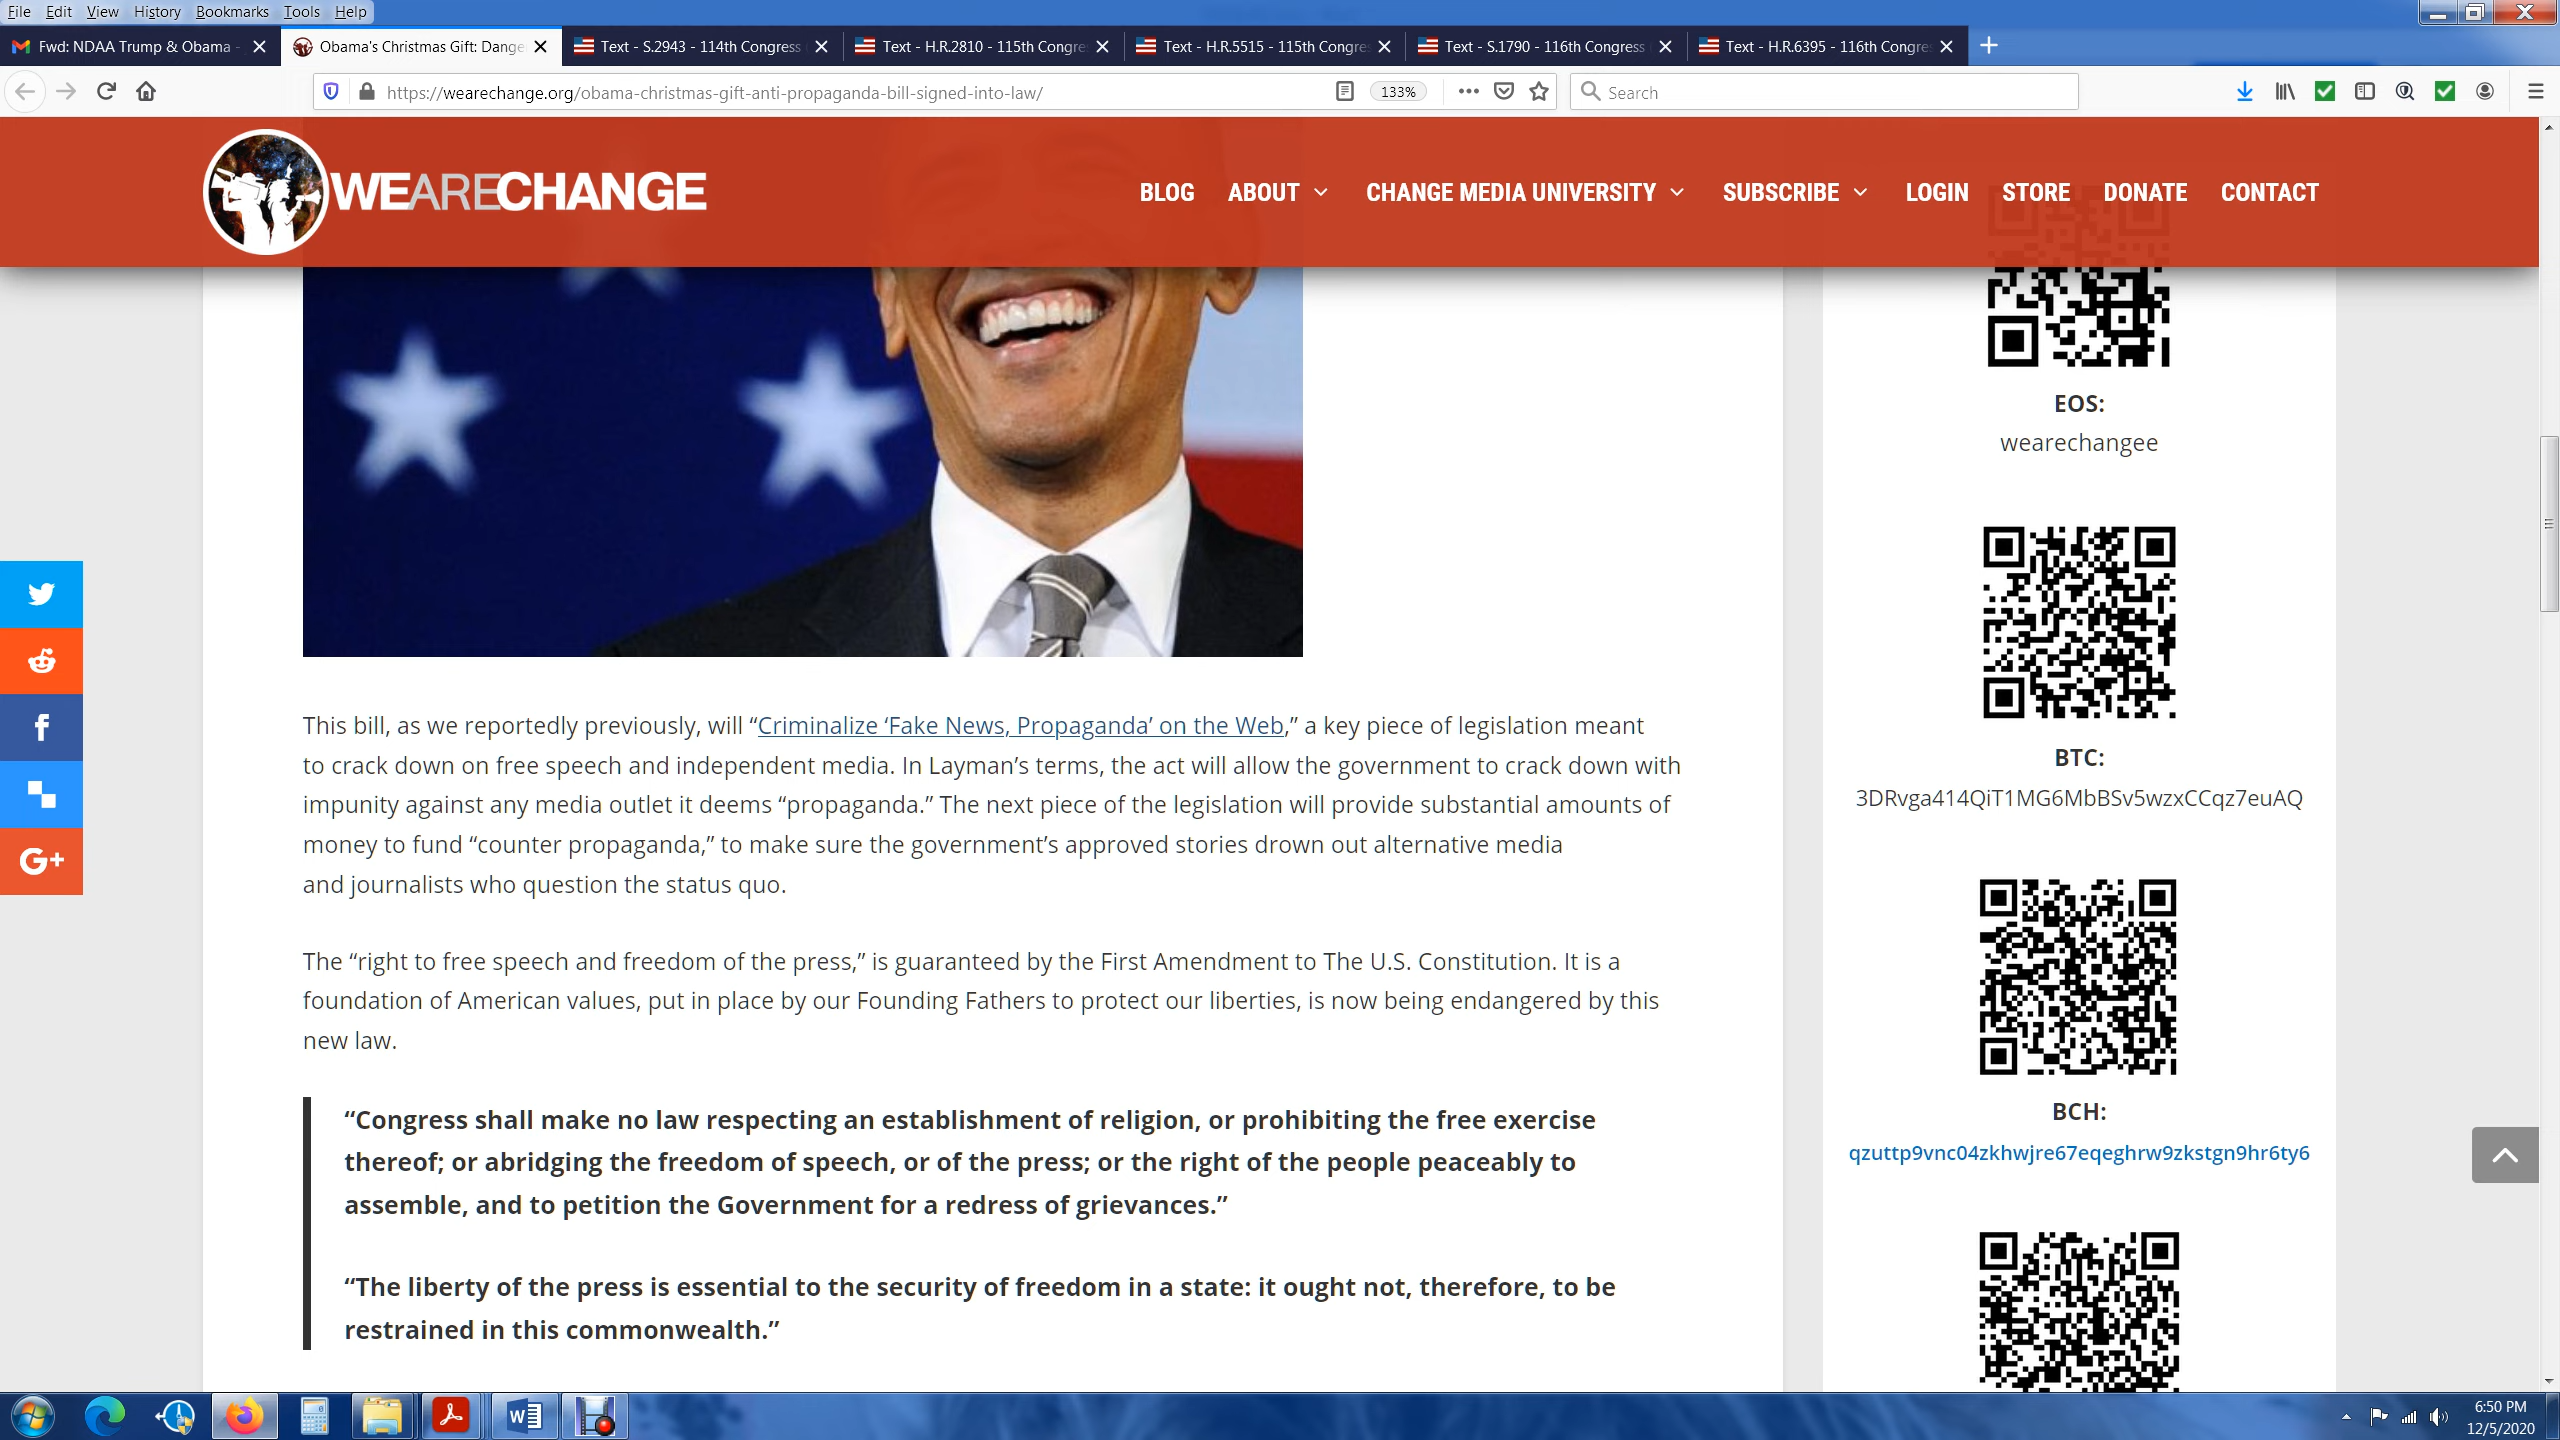 File Edit View History Bookmarks Tools Help
Fwd: NDAA Trump & Obama -
Obama's Christmas Gift: Dange
Text - S.2943 - 114th Congress
Text - H.R.2810 - 115th Congre
Text - H.R.5515 - 115th Congre
Text - S.1790 - 116th Congress
Text - H.R.6395 - 116th Congre
https://wearechange.org/obama-christmas-gift-anti-propaganda-bill-signed-into-law/
133%
Search
WEARECHANGE
BLOG ABOUT CHANGE MEDIA UNIVERSITY SUBSCRIBE LOGIN STORE DONATE CONTACT
This bill, as we reportedly previously, will “Criminalize ‘Fake News, Propaganda’ on the Web,” a key piece of legislation meant
to crack down on free speech and independent media. In Layman’s terms, the act will allow the government to crack down with
impunity against any media outlet it deems “propaganda.” The next piece of the legislation will provide substantial amounts of
money to fund “counter propaganda,” to make sure the government’s approved stories drown out alternative media
and journalists who question the status quo.
The “right to free speech and freedom of the press,” is guaranteed by the First Amendment to The U.S. Constitution. It is a
foundation of American values, put in place by our Founding Fathers to protect our liberties, is now being endangered by this
new law.
“Congress shall make no law respecting an establishment of religion, or prohibiting the free exercise
thereof; or abridging the freedom of speech, or of the press; or the right of the people peaceably to
assemble, and to petition the Government for a redress of grievances.”
“The liberty of the press is essential to the security of freedom in a state: it ought not, therefore, to be
restrained in this commonwealth.”
EOS:
wearechangee
BTC:
3DRvga414QiT1MG6MbBSv5wzxCCqz7euAQ
BCH:
qzuttp9vnc04zkhwjre67eqeghrw9zkstgn9hr6ty6
G+
6:50 PM
12/5/2020